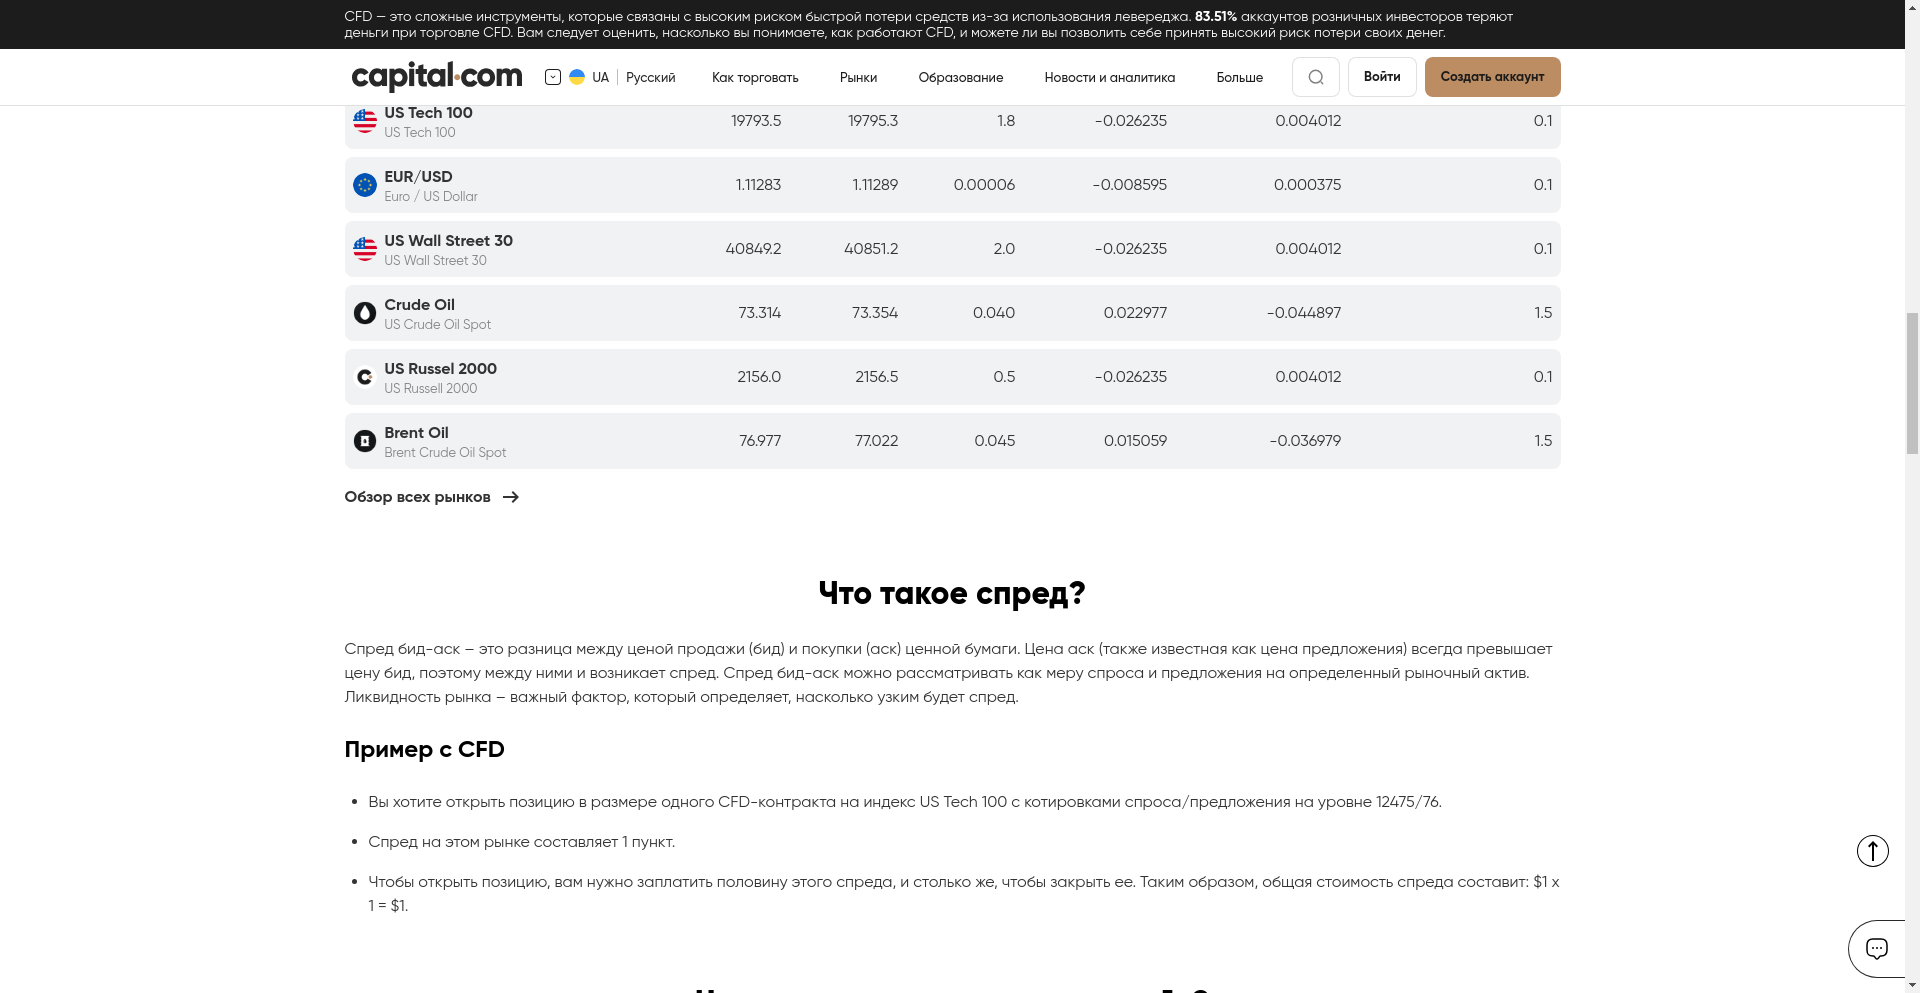 CFD — это сложные инструменты, которые связаны с высоким риском быстрой потери средств из-за использования левереджа. 83.51% аккаунтов розничных инвесторов теряют
деньги при торговле CFD. Вам следует оценить, насколько вы понимаете, как работают CFD, и можете ли вы позволить себе принять высокий риск потери своих денег.
capital.com UA Русский Как торговать Рынки Образование Новости и аналитика Больше Войти Создать аккаунт
US Tech 100
US Tech 100
19793.5 19795.3 1.8 -0.026235 0.004012 0.1
EUR/USD
Euro / US Dollar
1.11283 1.11289 0.00006 -0.008595 0.000375 0.1
US Wall Street 30
US Wall Street 30
40849.2 40851.2 2.0 -0.026235 0.004012 0.1
Crude Oil
US Crude Oil Spot
73.314 73.354 0.040 0.022977 -0.044897 1.5
US Russel 2000
US Russell 2000
2156.0 2156.5 0.5 -0.026235 0.004012 0.1
Brent Oil
Brent Crude Oil Spot
76.977 77.022 0.045 0.015059 -0.036979 1.5
Обзор всех рынков
Что такое спред?
Спред бид-аск – это разница между ценой продажи (бид) и покупки (аск) ценной бумаги. Цена аск (также известная как цена предложения) всегда превышает
цену бид, поэтому между ними и возникает спред. Спред бид-аск можно рассматривать как меру спроса и предложения на определенный рыночный актив.
Ликвидность рынка – важный фактор, который определяет, насколько узким будет спред.
Пример с CFD
Вы хотите открыть позицию в размере одного CFD-контракта на индекс US Tech 100 с котировками спроса/предложения на уровне 12475/76.
Спред на этом рынке составляет 1 пункт.
Чтобы открыть позицию, вам нужно заплатить половину этого спреда, и столько же, чтобы закрыть ее. Таким образом, общая стоимость спреда составит: $1 x
1 = $1.